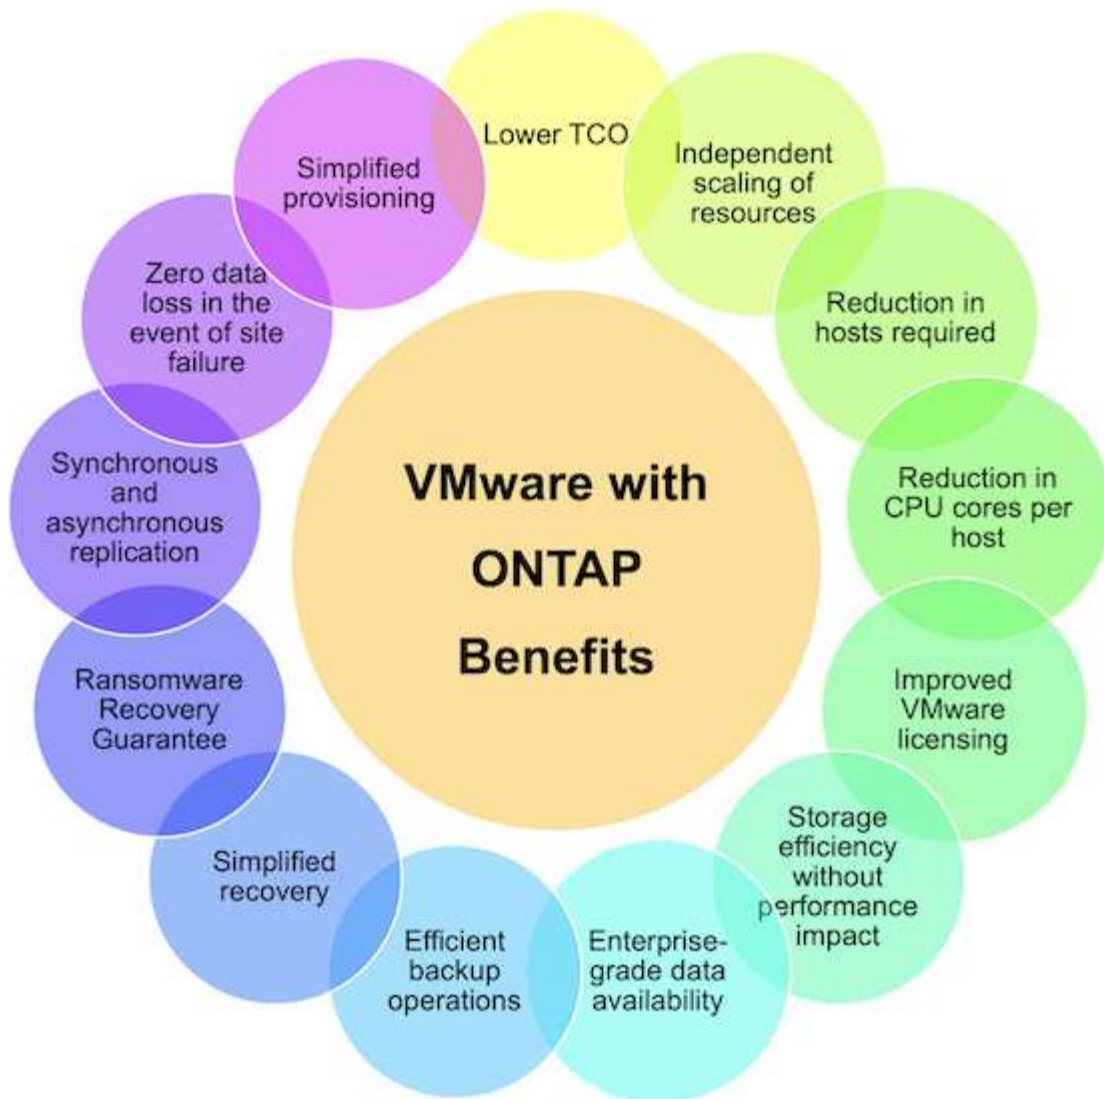 Lower TCO
Independent
scaling of
resources
Reduction in
hosts required
Reduction in
CPU cores per
host
Improved
VMware
licensing
Storage
efficiency
without
performance
impact
Enterprise-
grade data
availability
Efficient
backup
operations
Simplified
recovery
Ransomware
Recovery
Guarantee
Synchronous
and
asynchronous
replication
Zero data
loss in the
event of site
failure
Simplified
provisioning
VMware with
ONTAP
Benefits